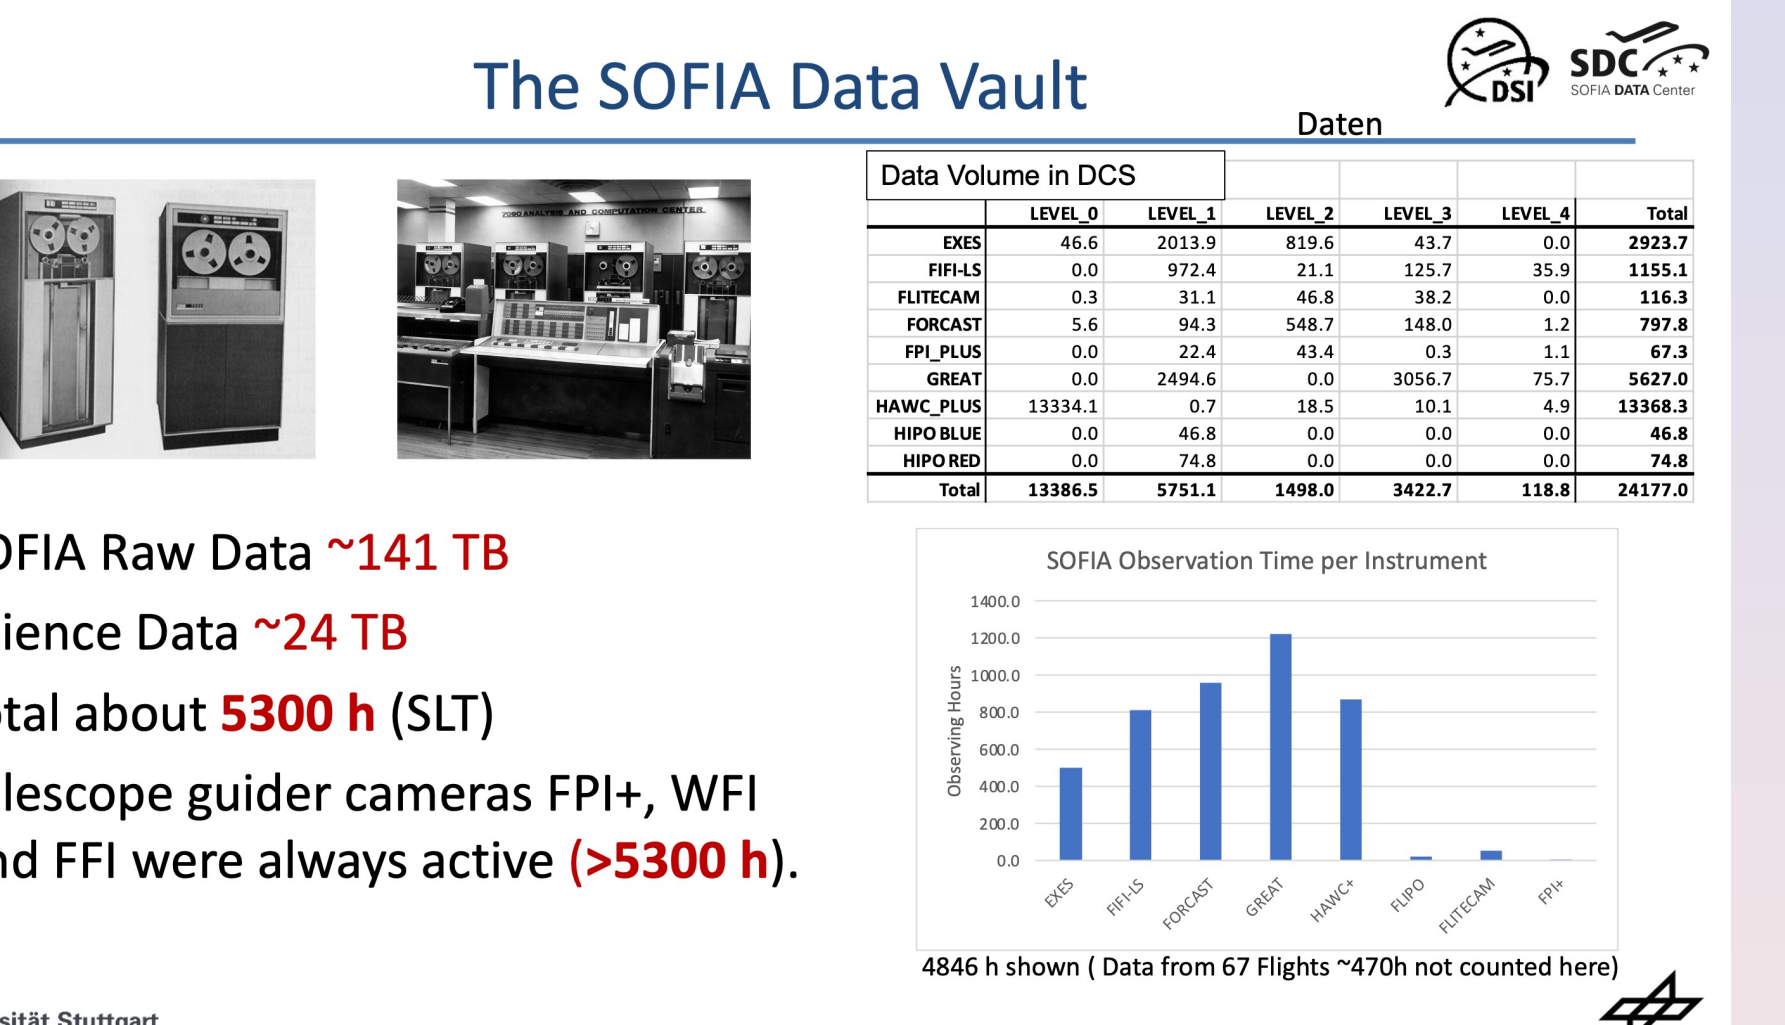 The SOFIA Data Vault
DSI
SDC
SOFIA DATA Center
Daten
7090 ANALYSIS AND COMPUTATION CENTER
Data Volume in DCS
LEVEL_0 LEVEL_1 LEVEL_2 LEVEL_3 LEVEL_4 Total
EXES 46.6 2013.9 819.6 43.7 0.0 2923.7
FIFI-LS 0.0 972.4 21.1 125.7 35.9 1155.1
FLITECAM 0.3 31.1 46.8 38.2 0.0 116.3
FORCAST 5.6 94.3 548.7 148.0 1.2 797.8
FPI_PLUS 0.0 22.4 43.4 0.3 1.1 67.3
GREAT 0.0 2494.6 0.0 3056.7 75.7 5627.0
HAWC_PLUS 13334.1 0.7 18.5 10.1 4.9 13368.3
HIPO BLUE 0.0 46.8 0.0 0.0 0.0 46.8
HIPO RED 0.0 74.8 0.0 0.0 0.0 74.8
Total 13386.5 5751.1 1498.0 3422.7 118.8 24177.0
OFIA Raw Data ~141 TB
ience Data ~24 TB
otal about 5300 h (SLT)
lescope guider cameras FPI+, WFI
nd FFI were always active (>5300 h).
SOFIA Observation Time per Instrument
Observing Hours
1400.0
1200.0
1000.0
800.0
600.0
400.0
200.0
0.0
EXES FIFI-LS FORCAST GREAT HAWC+ FLIPO FLITECAM FPI+
4846 h shown ( Data from 67 Flights ~470h not counted here)
sität Stuttgart